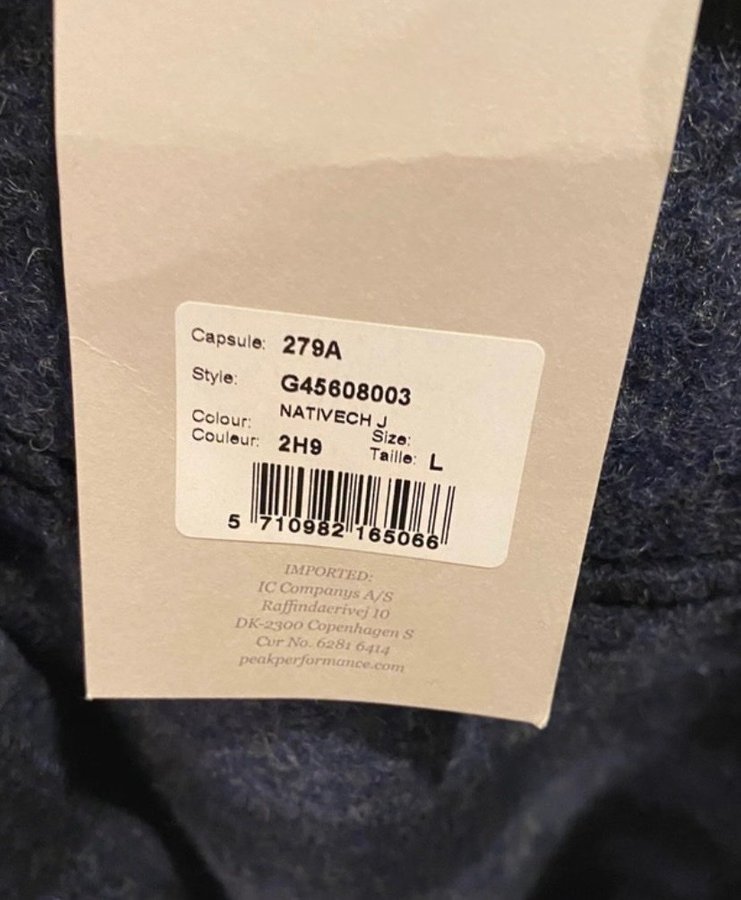 Capsule: 279A
Style: G45608003
NATIVECH J
Colour: Size:
Couleur: 2H9 Taille: L
5 710982 165066
IMPORTED:
IC Companys A/S
Raffinaderivej 10
DK-2300 Copenhagen S
Cvr No. 6281 6414
peakperformance.com